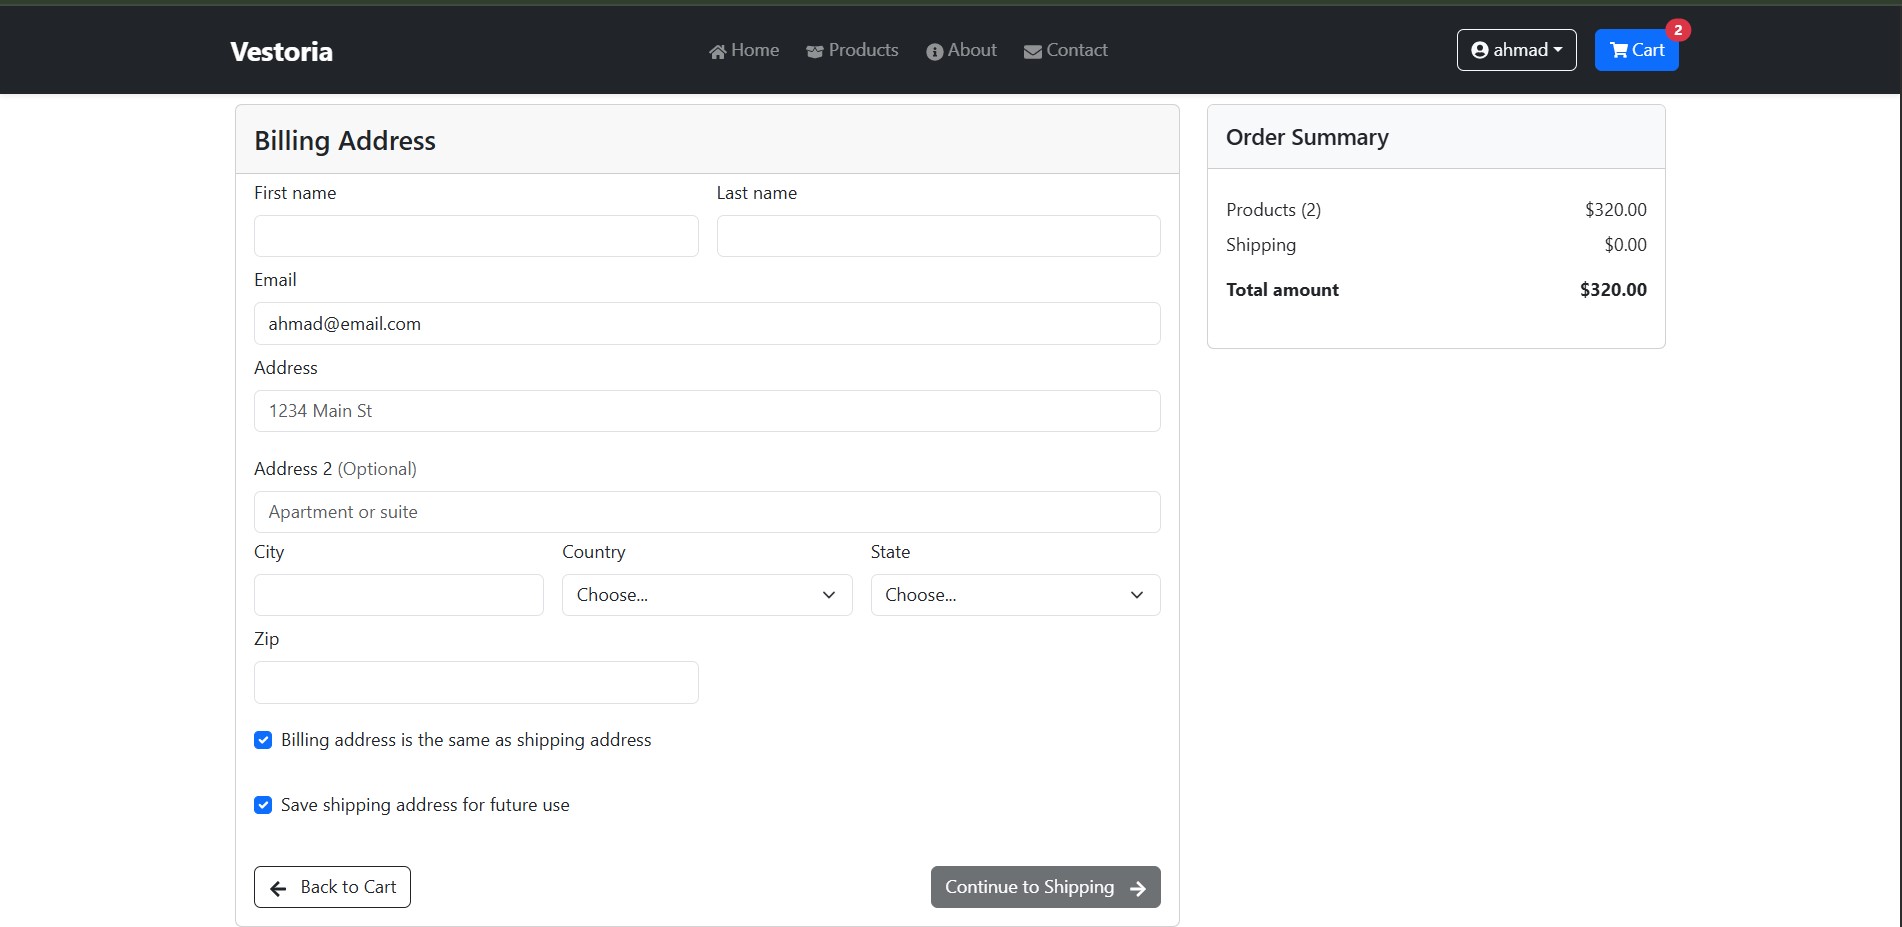 Vestoria Home Products About Contact ahmad Cart 2
Billing Address
First name Last name
Email
ahmad@email.com
Address
1234 Main St
Address 2 (Optional)
Apartment or suite
City Country State
Choose... Choose...
Zip
Billing address is the same as shipping address
Save shipping address for future use
Back to Cart Continue to Shipping
Order Summary
Products (2) $320.00
Shipping $0.00
Total amount $320.00